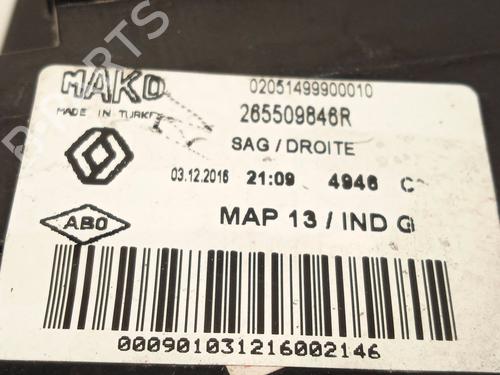 MAKO
02051499900010
MADE IN TURKEY
265509846R
SAG / DROITE
03.12.2016 21:09 4946
ABO
MAP 13 / IND G
000901031216002146
B-PARTS